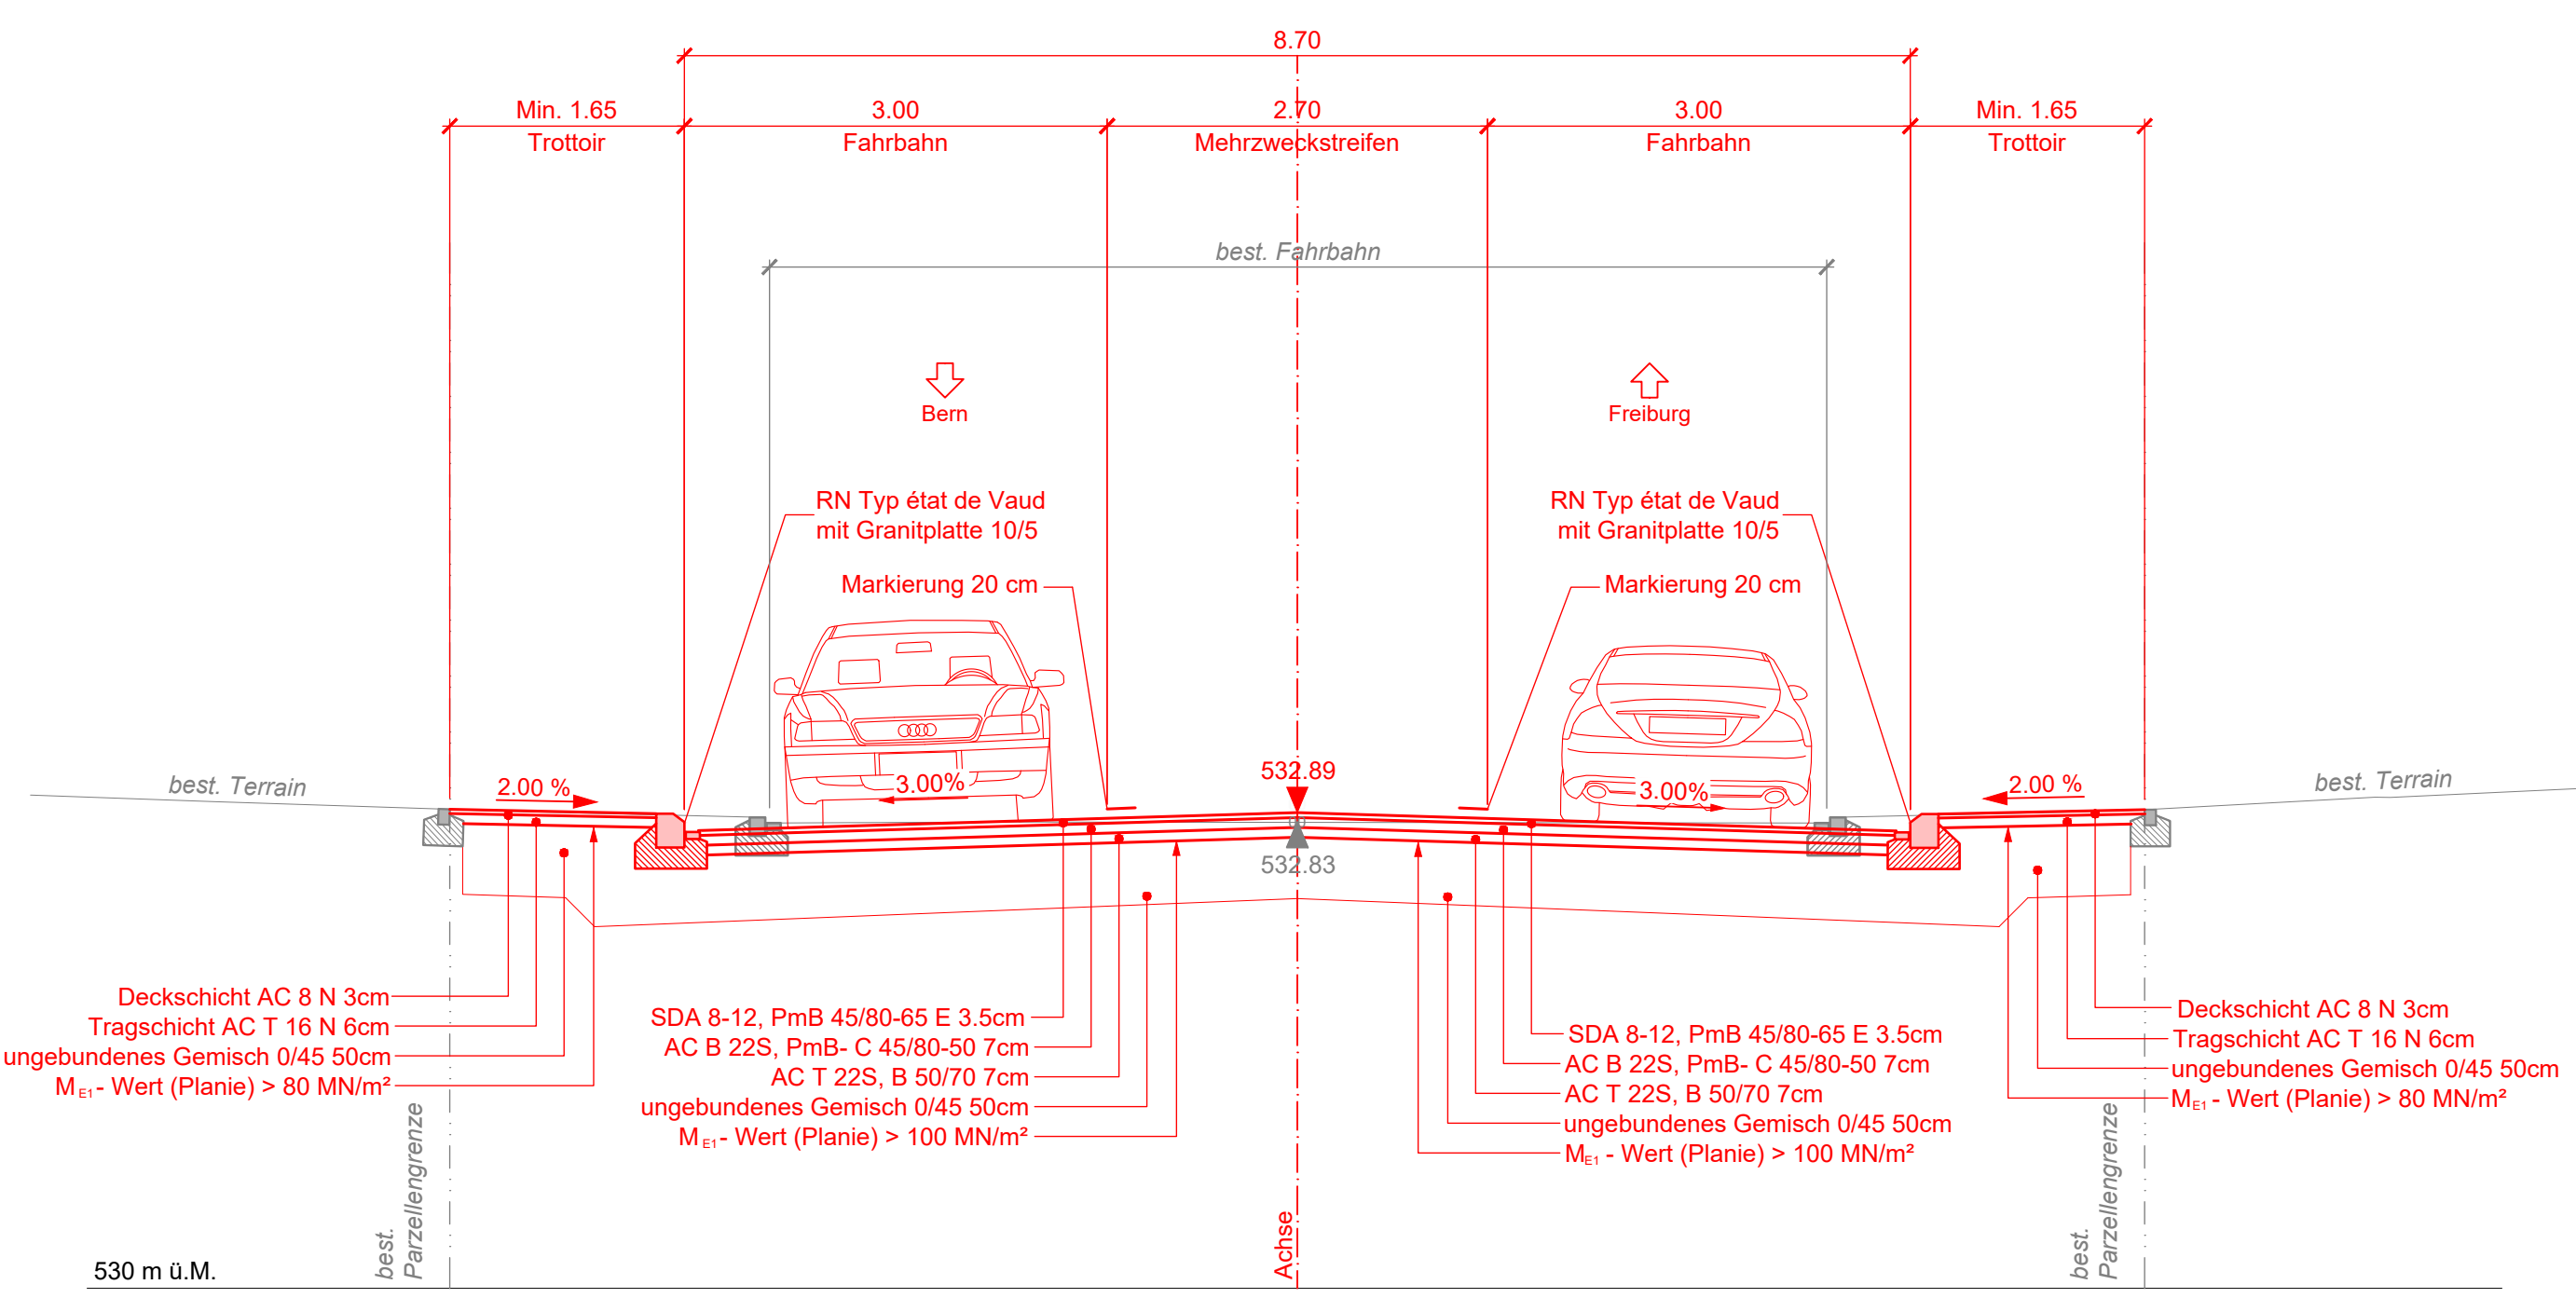 8.70
Min. 1.65
3.00
2.70
3.00
Min. 1.65
Trottoir
Fahrbahn
Mehrzweckstreifen
Fahrbahn
Trottoir
best. Fahrbahn
Bern
Freiburg
RN Typ état de Vaud
mit Granitplatte 10/5
RN Typ état de Vaud
mit Granitplatte 10/5
Markierung 20 cm
Markierung 20 cm
best. Terrain
2.00 %
3.00%
532.89
3.00%
2.00 %
best. Terrain
532.83
Deckschicht AC 8 N 3cm
Tragschicht AC T 16 N 6cm
ungebundenes Gemisch 0/45 50cm
ME1- Wert (Planie) > 80 MN/m²
SDA 8-12, PmB 45/80-65 E 3.5cm
AC B 22S, PmB- C 45/80-50 7cm
AC T 22S, B 50/70 7cm
ungebundenes Gemisch 0/45 50cm
ME1- Wert (Planie) > 100 MN/m²
SDA 8-12, PmB 45/80-65 E 3.5cm
AC B 22S, PmB- C 45/80-50 7cm
AC T 22S, B 50/70 7cm
ungebundenes Gemisch 0/45 50cm
ME1 - Wert (Planie) > 100 MN/m²
Deckschicht AC 8 N 3cm
Tragschicht AC T 16 N 6cm
ungebundenes Gemisch 0/45 50cm
ME1 - Wert (Planie) > 80 MN/m²
best.
Parzellengrenze
Achse
best.
Parzellengrenze
530 m ü.M.